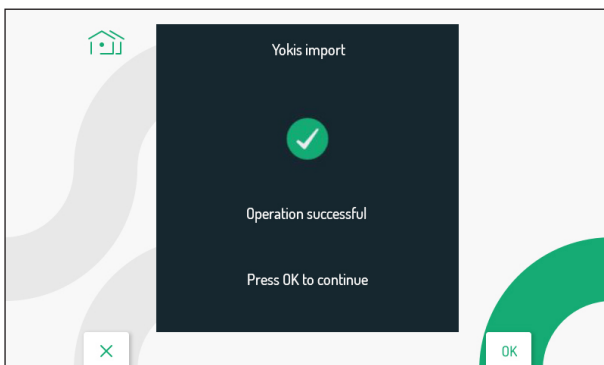 Yokis import
Operation successful
Press OK to continue
OK